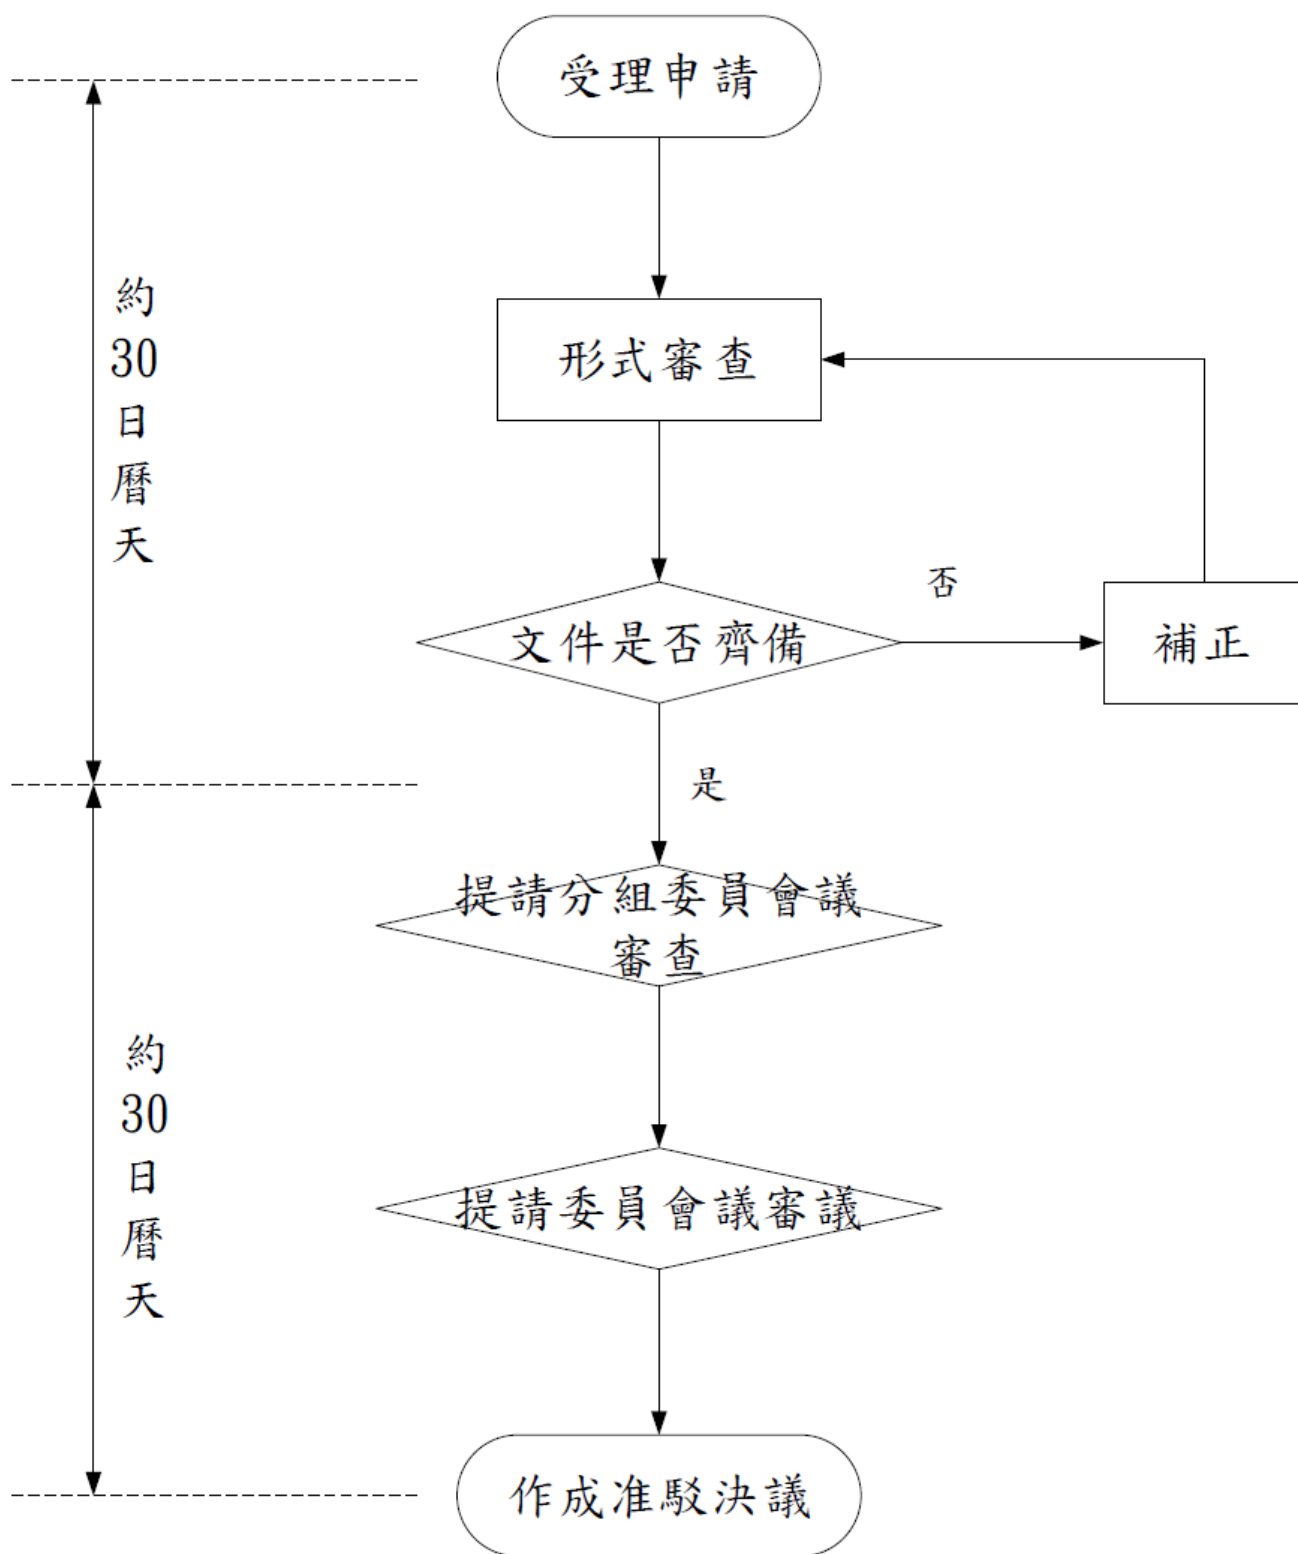 受理申請
約
30
日
曆
天
形式審查
否
文件是否齊備
補正
是
提請分組委員會議
審查
約
30
日
曆
天
提請委員會議審議
作成准駁決議